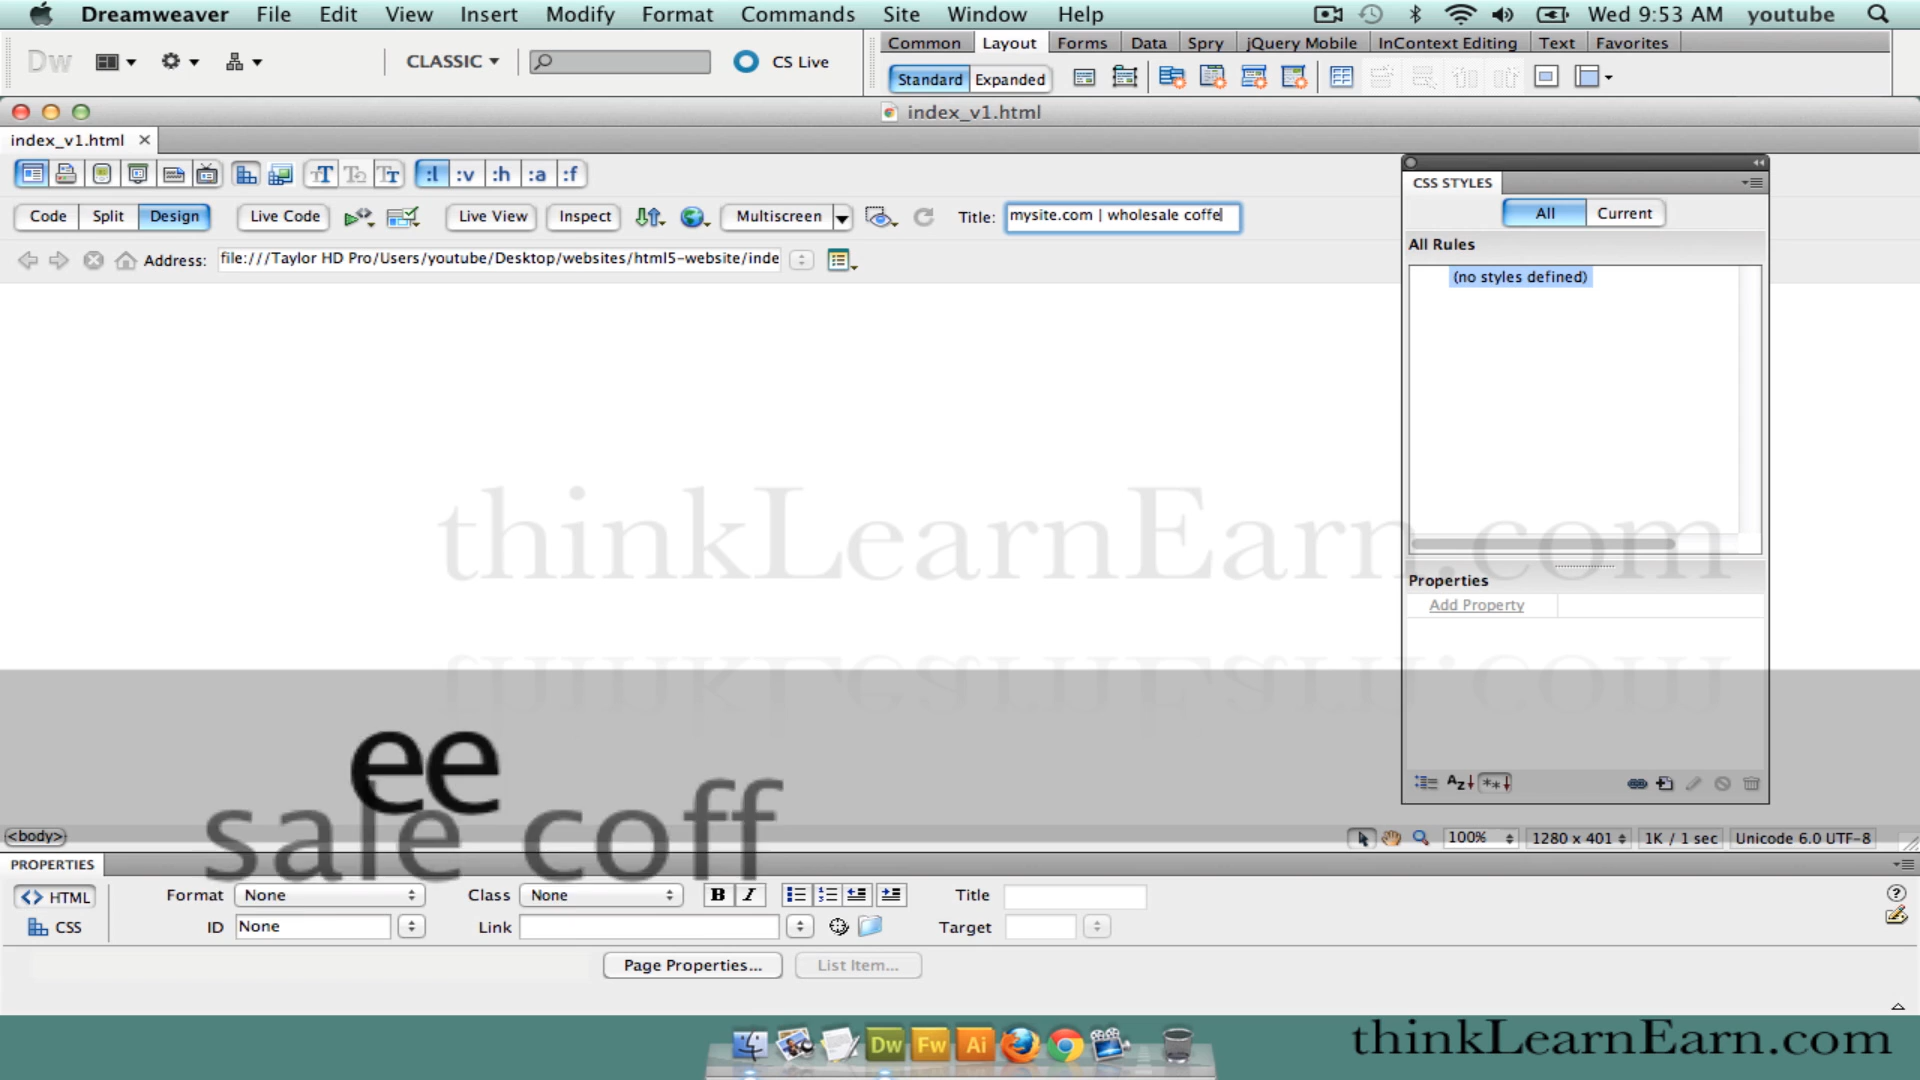 Dreamweaver File Edit View Insert Modify Format Commands Site Window Help Wed 9:53 AM youtube
Dw CLASSIC CS Live
Common Layout Forms Data Spry jQuery Mobile InContext Editing Text Favorites
Standard Expanded
index_v1.html
index_v1.html
:l :v :h :a :f
CSS STYLES
Code Split Design Live Code Live View Inspect Multiscreen Title: mysite.com | wholesale coffe
All Current
Address: file:///Taylor HD Pro/Users/youtube/Desktop/websites/html5-website/inde
All Rules
(no styles defined)
thinkLearnEarn.com
Properties
Add Property
ee
sale coff
<body> 100% 1280 x 401 1K / 1 sec Unicode 6.0 UTF-8
PROPERTIES
<> HTML Format None Class None B I Title
CSS ID None Link Target
Page Properties... List Item...
Dw Fw Ai
thinkLearnEarn.com